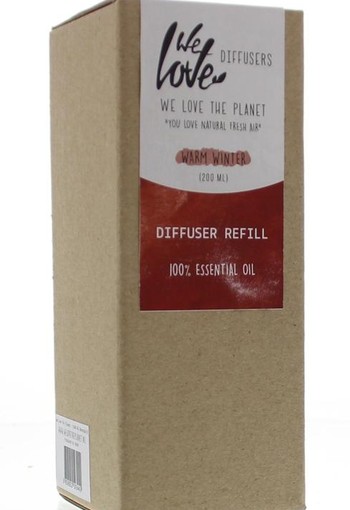 We
love
DIFFUSERS
WE LOVE THE PLANET
"YOU LOVE NATURAL FRESH AIR"
WARM WINTER
(200 ML)
DIFFUSER REFILL
100% ESSENTIAL OIL